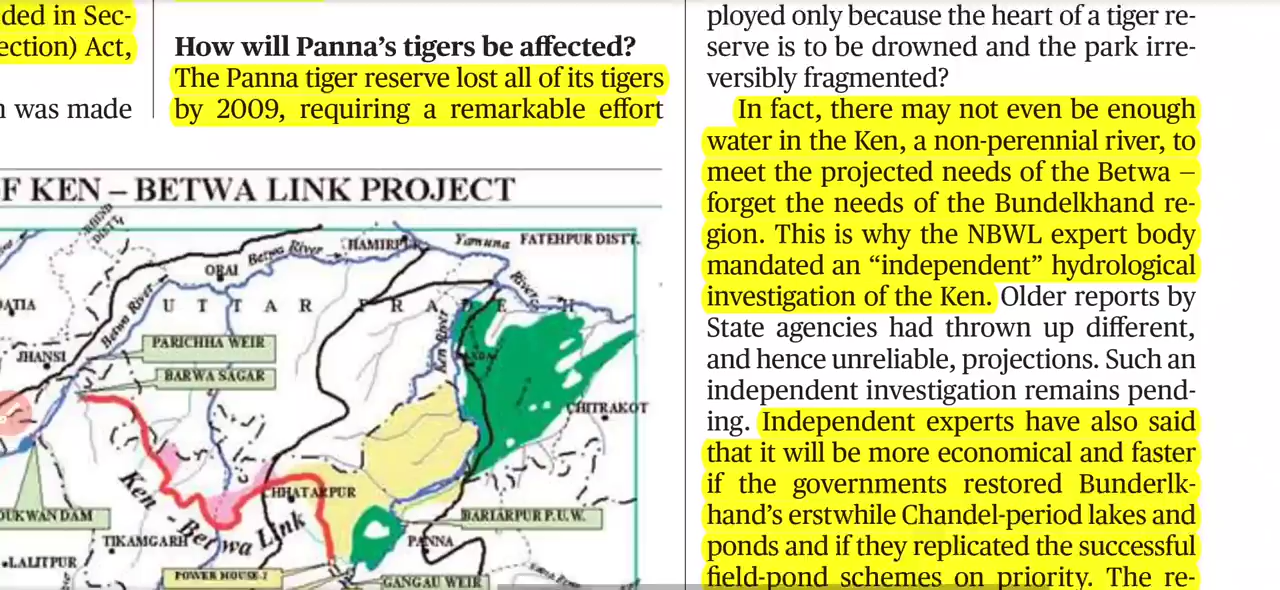 ded in Sec-
ection) Act,
n was made
How will Panna's tigers be affected?
The Panna tiger reserve lost all of its tigers
by 2009, requiring a remarkable effort
F KEN – BETWA LINK PROJECT
HAMIRPUR
Yamuna
FATEHPUR DISTT.
Betwa River
ORAI
River
UTTAR PRADESH
Betwa River
Ken River
PARICHHA WEIR
JHANSI
BARWA SAGAR
CHITRAKOT
CHHATARPUR
Ken - Betwa Link
DUKWAN DAM
BARIARPUR P.U.W.
TIKAMGARH
PANNA
LALITPUR
POWER HOUSE-2
GANGAU WEIR
ployed only because the heart of a tiger re-
serve is to be drowned and the park irre-
versibly fragmented?
In fact, there may not even be enough
water in the Ken, a non-perennial river, to
meet the projected needs of the Betwa –
forget the needs of the Bundelkhand re-
gion. This is why the NBWL expert body
mandated an “independent” hydrological
investigation of the Ken. Older reports by
State agencies had thrown up different,
and hence unreliable, projections. Such an
independent investigation remains pend-
ing. Independent experts have also said
that it will be more economical and faster
if the governments restored Bunderlk-
hand's erstwhile Chandel-period lakes and
ponds and if they replicated the successful
field-pond schemes on priority. The re-